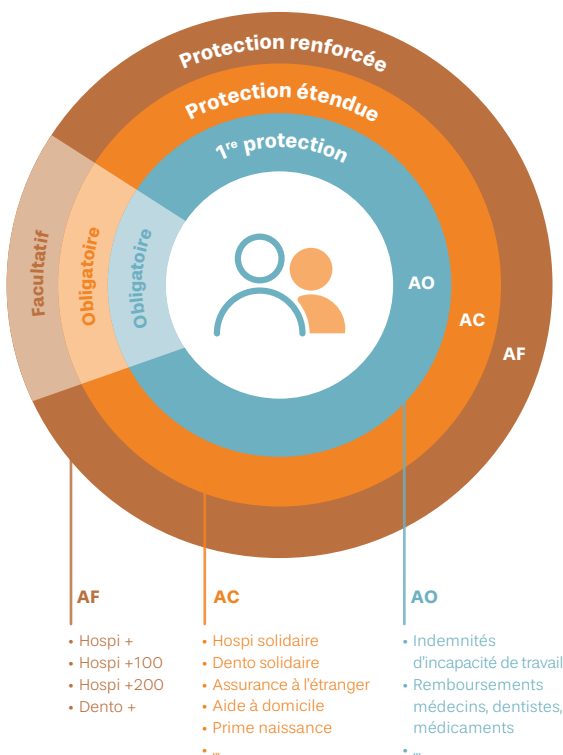 Protection renforcée
Protection étendue
1re protection
Facultatif
Obligatoire
Obligatoire
AO
AC
AF
AF
• Hospi +
• Hospi +100
• Hospi +200
• Dento +
AC
• Hospi solidaire
• Dento solidaire
• Assurance à l'étranger
• Aide à domicile
• Prime naissance
• ...
AO
• Indemnités
d'incapacité de travail
• Remboursements
médecins, dentistes,
médicaments
• ...